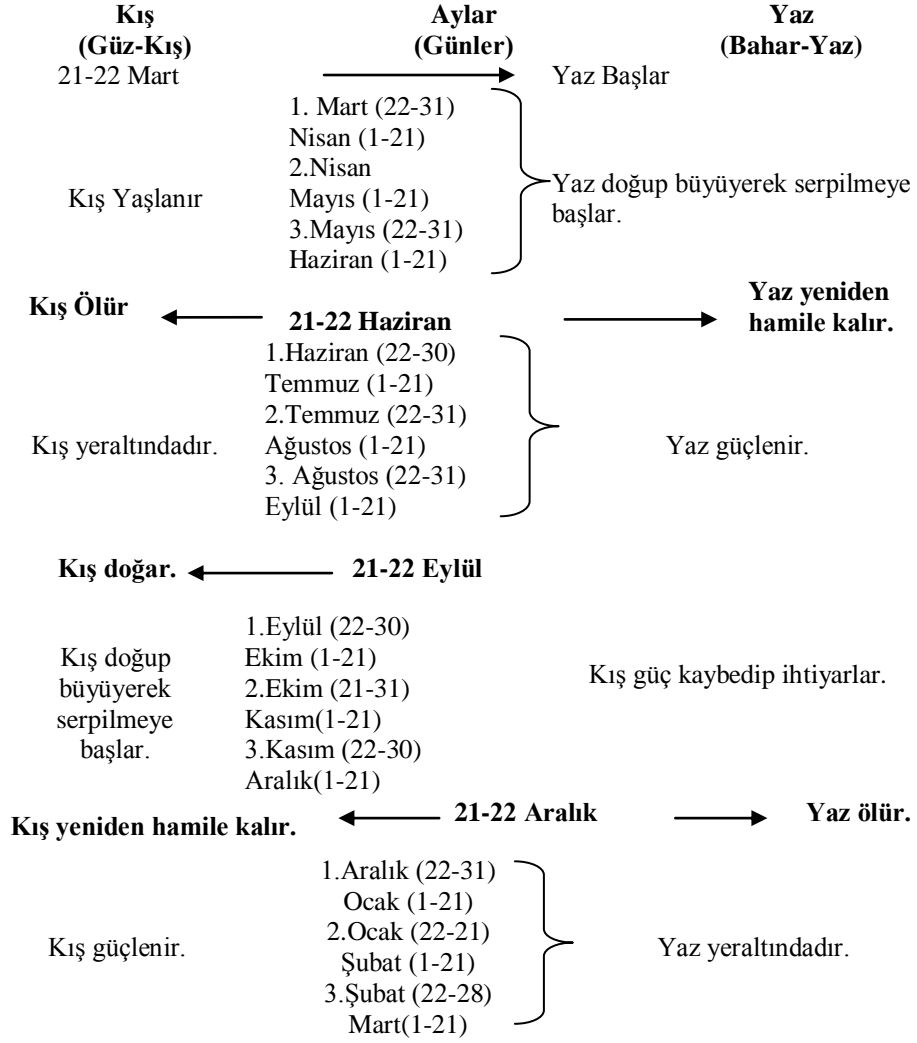 Kış Aylar Yaz
(Güz-Kış) (Günler) (Bahar-Yaz)
21-22 Mart Yaz Başlar
1. Mart (22-31)
Nisan (1-21)
2.Nisan
Kış Yaşlanır
Mayıs (1-21)
3.Mayıs (22-31)
Haziran (1-21)
Yaz doğup büyüyerek serpilmeye
başlar.
Kış Ölür
21-22 Haziran
Yaz yeniden
hamile kalır.
1.Haziran (22-30)
Temmuz (1-21)
2.Temmuz (22-31)
Kış yeraltındadır.
Ağustos (1-21)
3. Ağustos (22-31)
Eylül (1-21)
Yaz güçlenir.
Kış doğar.
21-22 Eylül
Kış doğup
büyüyerek
serpilmeye
başlar.
1.Eylül (22-30)
Ekim (1-21)
2.Ekim (21-31)
Kasım(1-21)
3.Kasım (22-30)
Aralık(1-21)
Kış güç kaybedip ihtiyarlar.
Kış yeniden hamile kalır.
21-22 Aralık
Yaz ölür.
1.Aralık (22-31)
Ocak (1-21)
2.Ocak (22-21)
Şubat (1-21)
3.Şubat (22-28)
Mart(1-21)
Kış güçlenir.
Yaz yeraltındadır.